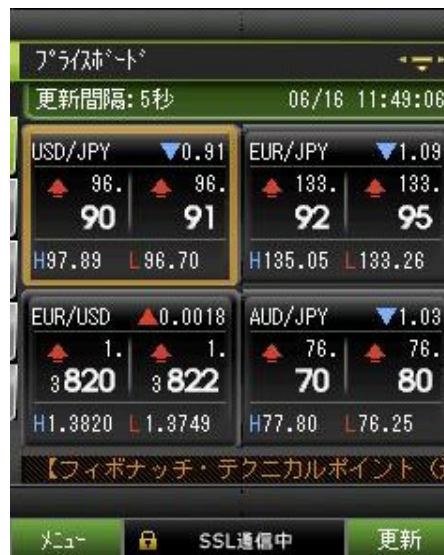 プライスボード
更新間隔:5秒 06/16 11:49:06
USD/JPY ▼0.91 EUR/JPY ▼1.09
96. 96. 133. 133.
90 91 92 95
H97.89 L96.70 H135.05 L133.26
EUR/USD ▲0.0018 AUD/JPY ▼1.03
1. 1. 76. 76.
3820 3822 70 80
H1.3820 L1.3749 H77.80 L76.25
【フィボナッチ・テクニカルポイント
メニュー SSL通信中 更新